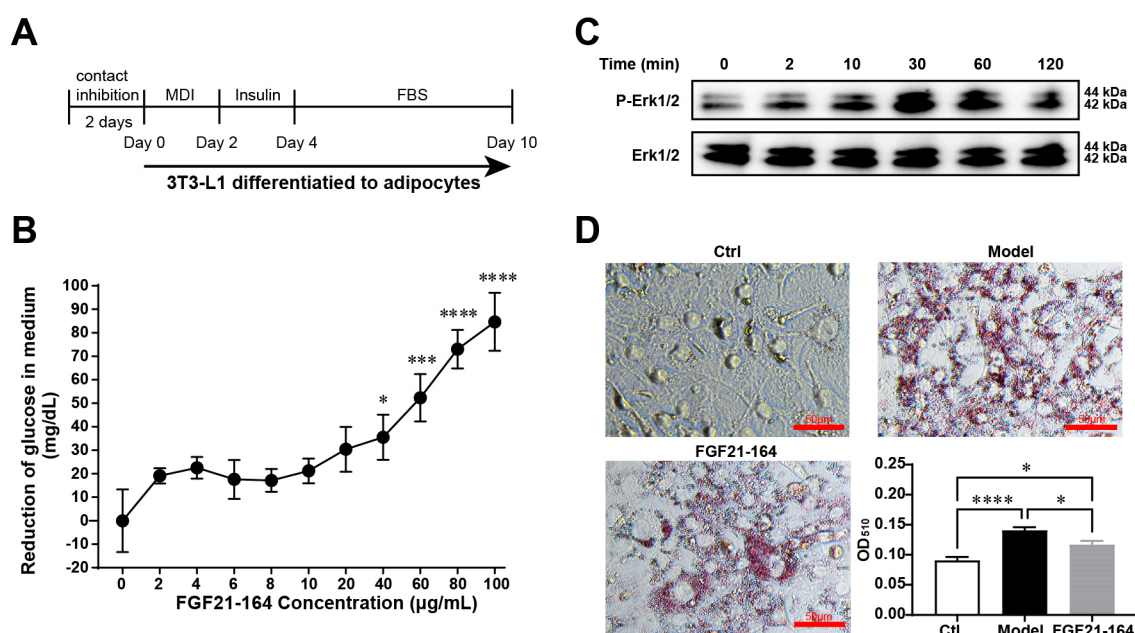 A
contact
inhibition
MDI
Insulin
FBS
2 days
Day 0
Day 2
Day 4
Day 10
3T3-L1 differentiatied to adipocytes
B
Reduction of glucose in medium
(mg/dL)
100
90
80
70
60
50
40
30
20
10
0
-10
-20
*
***
****
****
0
2
4
6
8
10
20
40
60
80
100
FGF21-164 Concentration (μg/mL)
C
Time (min)
0
2
10
30
60
120
P-Erk1/2
44 kDa
42 kDa
Erk1/2
44 kDa
42 kDa
D
Ctrl
50μm
Model
50μm
FGF21-164
50μm
OD510
0.25
0.20
0.15
0.10
0.05
0.00
*
****
*
Ctl
Model
FGF21-164